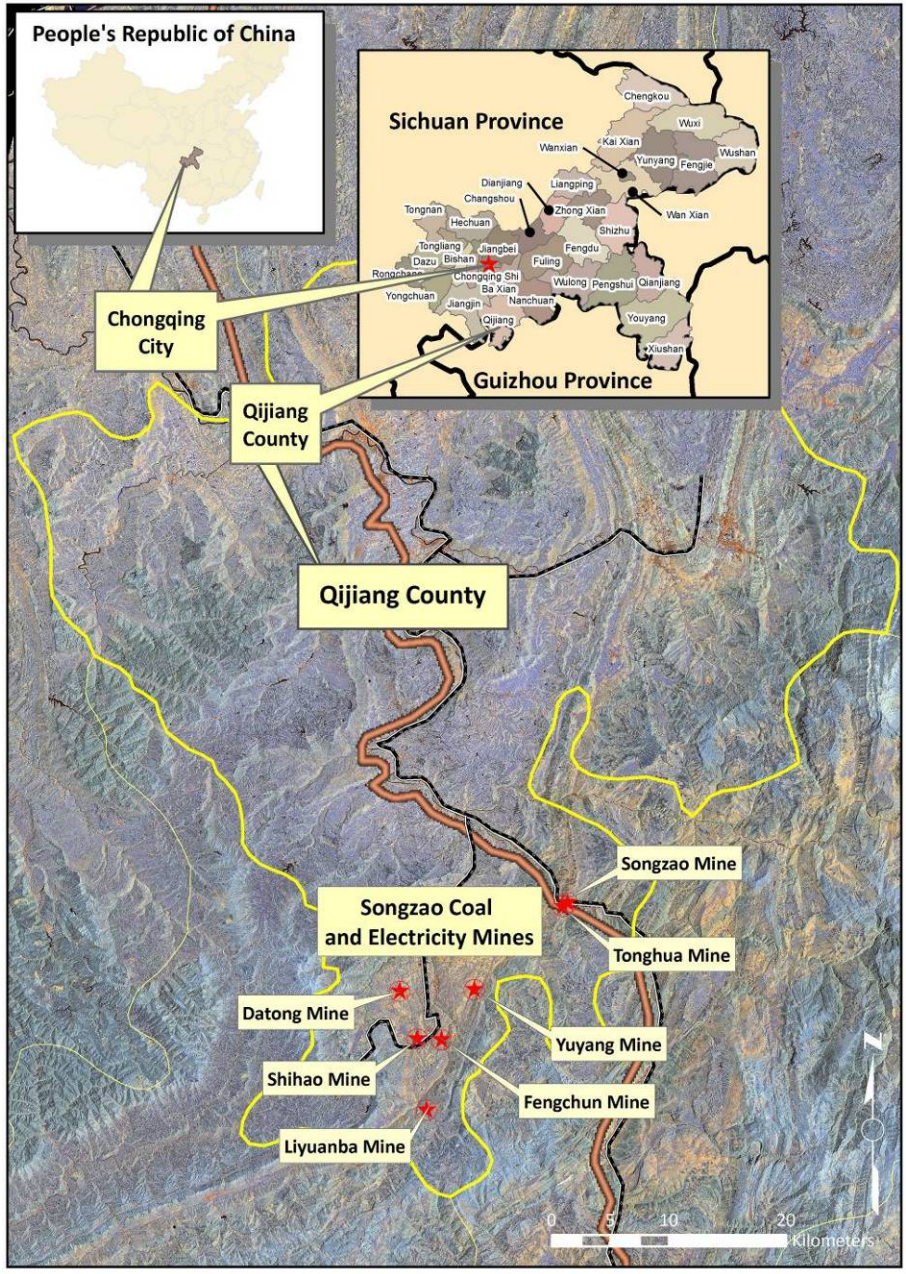 People's Republic of China
Sichuan Province
Chengkou
Wuxi
Kai Xian
Wushan
Wanxian
Yunyang
Fengjie
Dianjiang
Liangping
Changshou
Wan Xian
Tongnan
Zhong Xian
Hechuan
Shizhu
Tongliang
Jiangbei
Fengdu
Dazu
Bishan
Fuling
Rongchang
Chongqing Shi
Wulong
Pengshui
Qianjiang
Ba Xian
Yongchuan
Jiangjin
Nanchuan
Qijiang
Youyang
Xiushan
Guizhou Province
Chongqing
City
Qijiang
County
Qijiang County
Songzao Mine
Songzao Coal
and Electricity Mines
Tonghua Mine
Datong Mine
Yuyang Mine
Shihao Mine
Fengchun Mine
Liyuanba Mine
Z
0 5 10 20
Kilometers